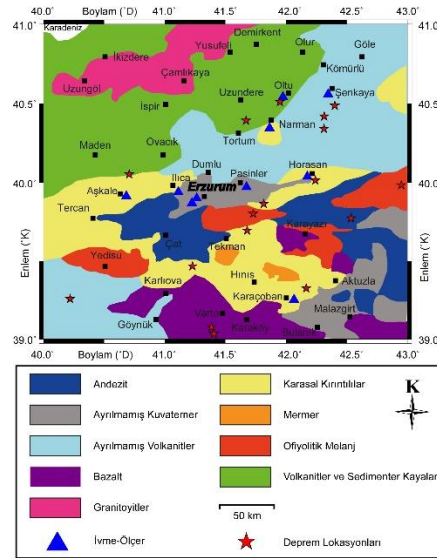 40.0° Boylam (°D) 41.0° 42.0° 43.0°
41.0° 41.0°
Karadeniz
Demirkent
Yusufeli
Olur
İkizdere
Göle
Çamlıkaya
Kömürlü
Uzungöl
Uzundere
Oltu
Şenkaya
İspir
Narman
40.5° 40.5°
Tortum
Maden
Ovacık
Dumlu
Horasan
Pasinler
40.0° Ilıca Erzurum 40.0°
Aşkale
Tercan
Karayazı
Çat
Tekman
Yedisu
39.5° 39.5°
Hınıs
Aktuzla
Karlıova
Karaçoban
Malazgirt
Varto
Göynük
Karaköy
Bulanık
39.0° 39.0°
40.0° Boylam (°D) 41.0° 42.0° 43.0°
Enlem (°K)
Enlem (°K)
Andezit
Karasal Kırıntılılar
K
Ayrılmamış Kuvaterner
Mermer
Ayrılmamış Volkanitler
Ofiyolitik Melanj
Bazalt
Volkanitler ve Sedimenter Kayalar
Granitoyitler
50 km
İvme-Ölçer
Deprem Lokasyonları